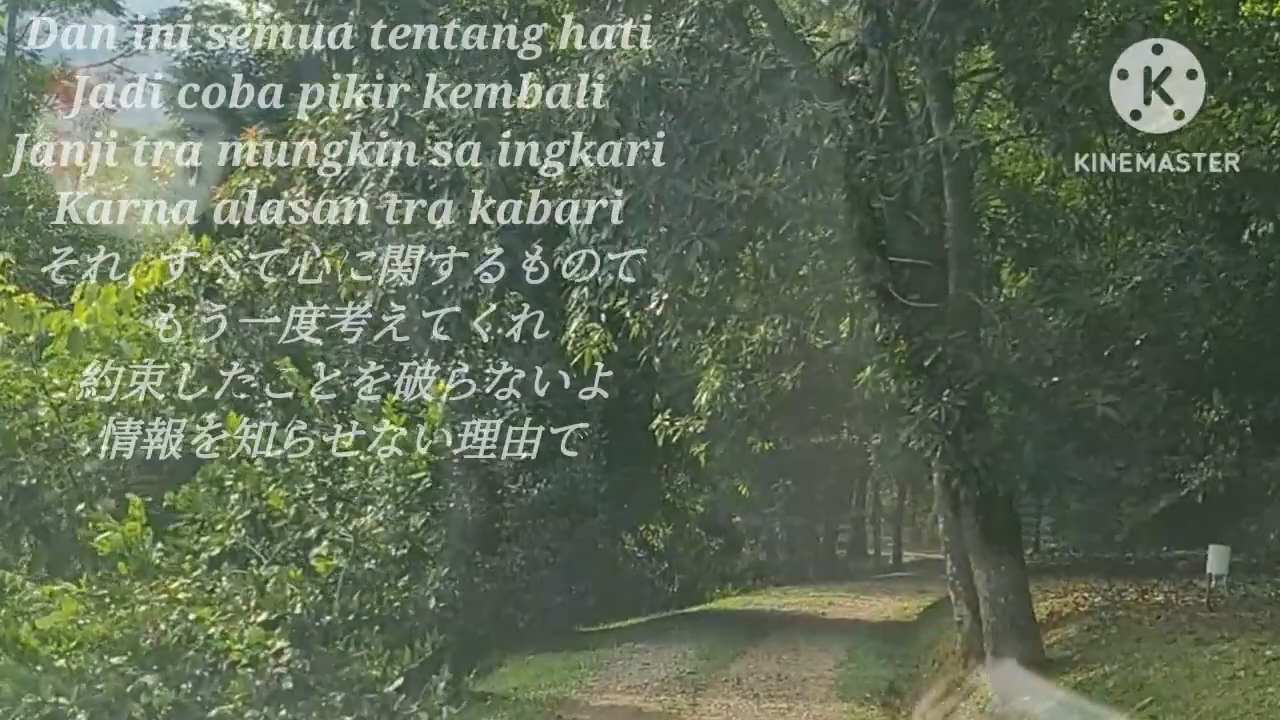 Dan ini semua tentang hati
Jadi coba pikir kembali
Janji tra mungkin sa ingkari
Karna alasan tra kabari
それ, すべて心に関するものて
もう一度考えてくれ
約束したことを破らないよ
情報を知らせない理由て
K
KINEMASTER